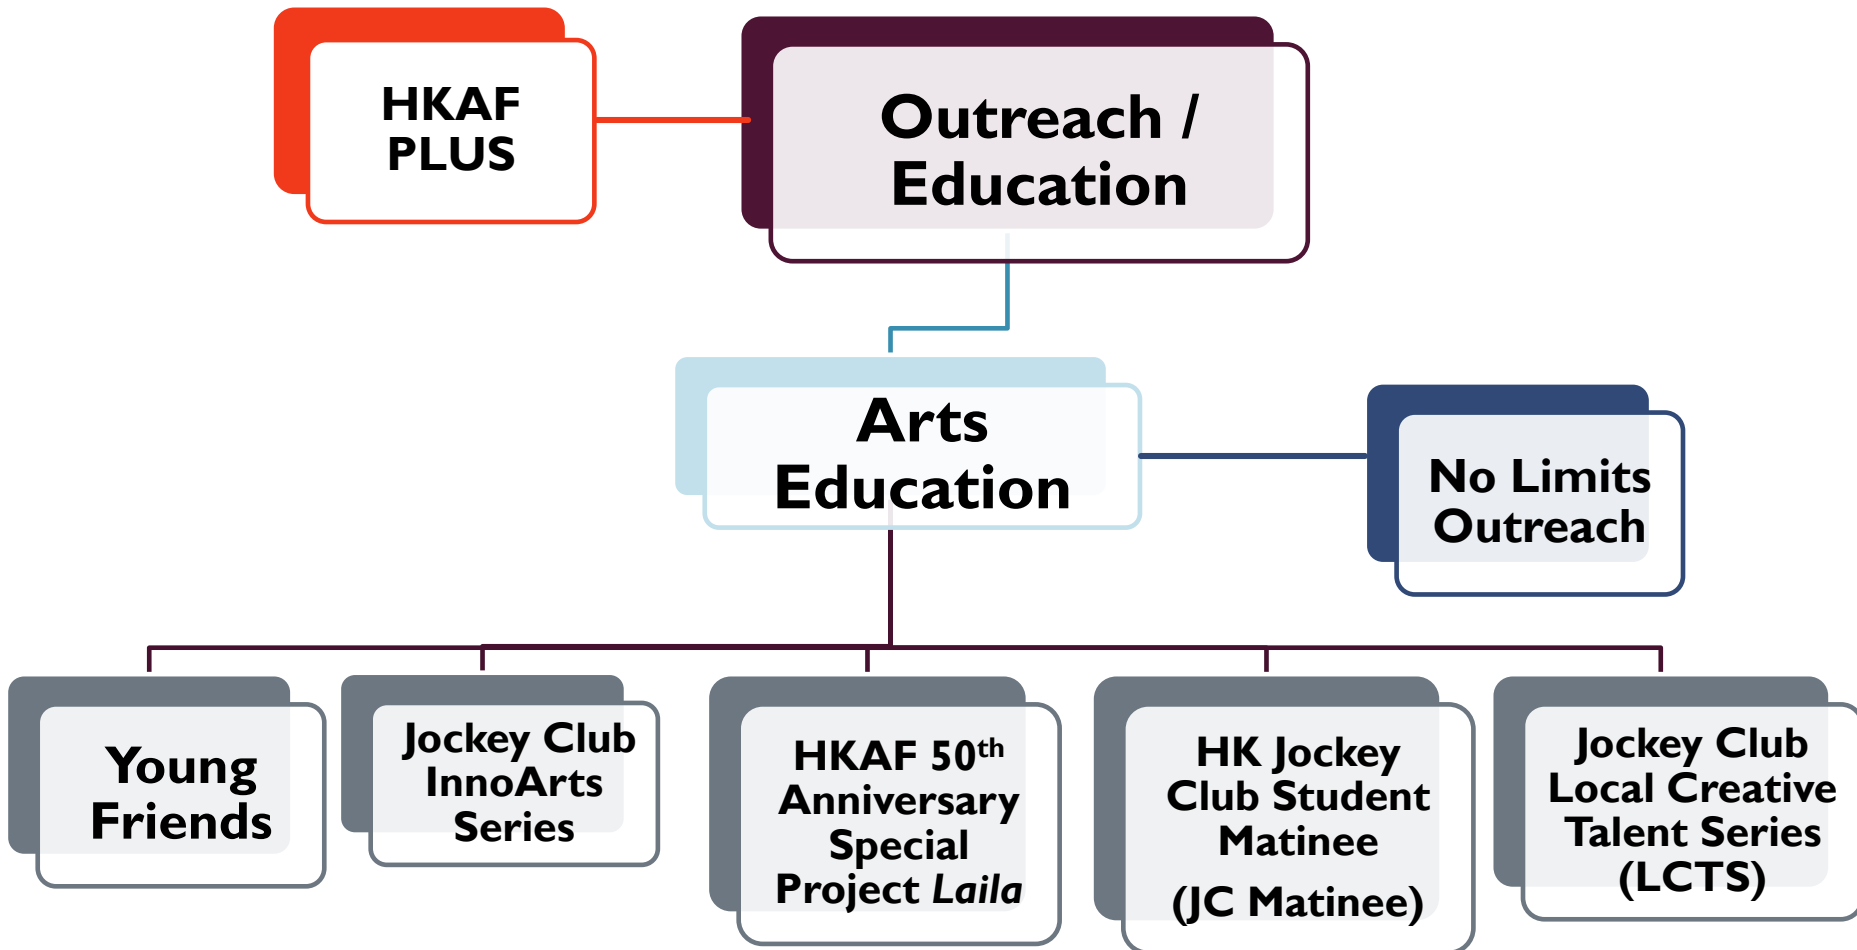 HKAF
PLUS
Outreach /
Education
Arts
Education
No Limits
Outreach
Young
Friends
Jockey Club
InnoArts
Series
HKAF 50th
Anniversary
Special
Project Laila
HK Jockey
Club Student
Matinee
(JC Matinee)
Jockey Club
Local Creative
Talent Series
(LCTS)